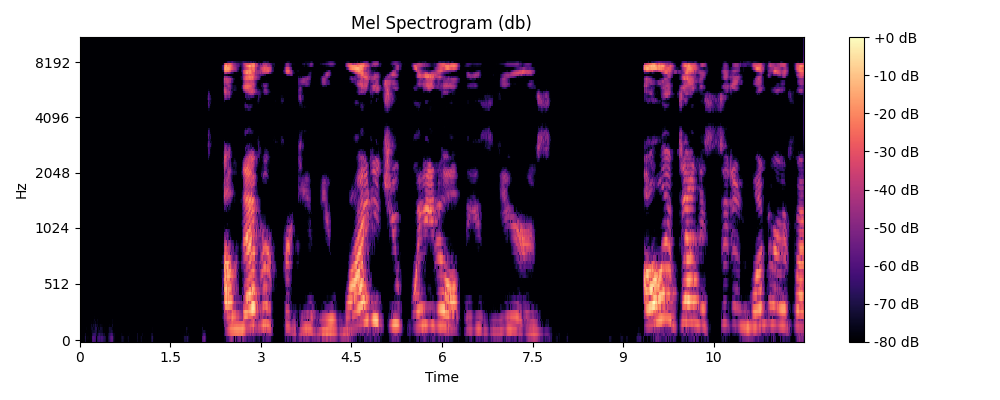 Mel Spectrogram (db)
Hz
8192
4096
2048
1024
512
0
0 1.5 3 4.5 6 7.5 9 10
Time
+0 dB
-10 dB
-20 dB
-30 dB
-40 dB
-50 dB
-60 dB
-70 dB
-80 dB